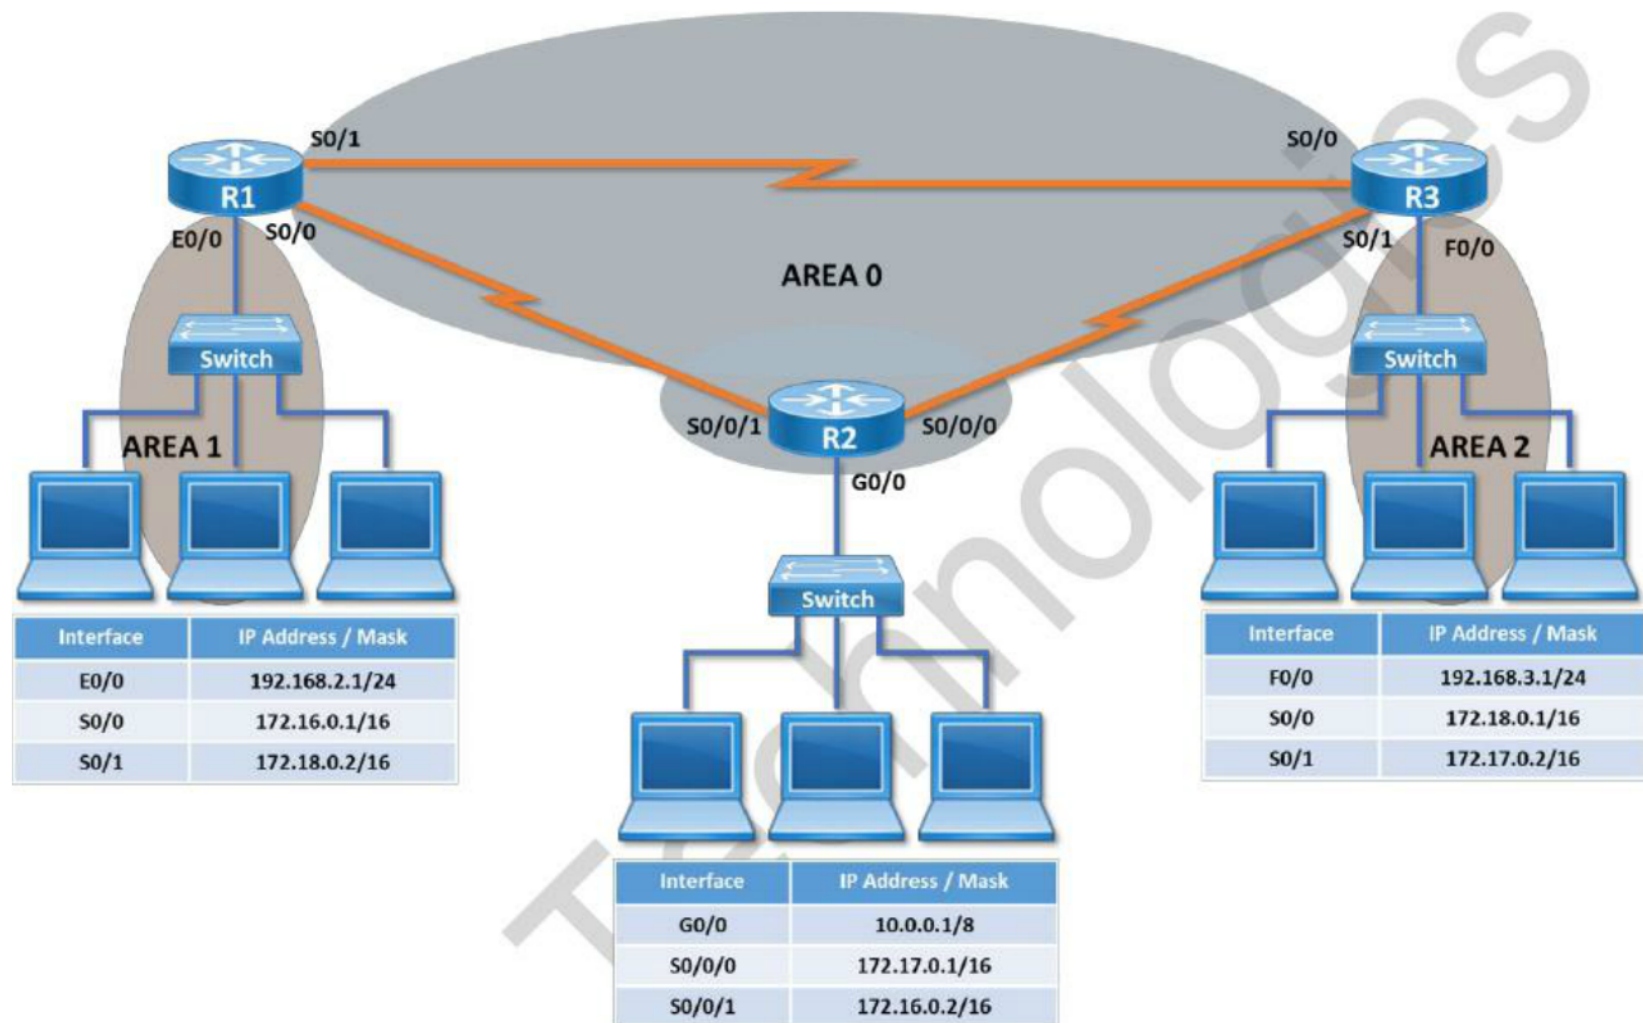 S0/1
S0/0
R1
R3
E0/0
S0/0
S0/1
F0/0
AREA 0
Switch
Switch
S0/0/1
R2
S0/0/0
AREA 1
AREA 2
G0/0
Switch
Interface IP Address / Mask
E0/0 192.168.2.1/24
S0/0 172.16.0.1/16
S0/1 172.18.0.2/16
Interface IP Address / Mask
F0/0 192.168.3.1/24
S0/0 172.18.0.1/16
S0/1 172.17.0.2/16
Interface IP Address / Mask
G0/0 10.0.0.1/8
S0/0/0 172.17.0.1/16
S0/0/1 172.16.0.2/16
Technologies